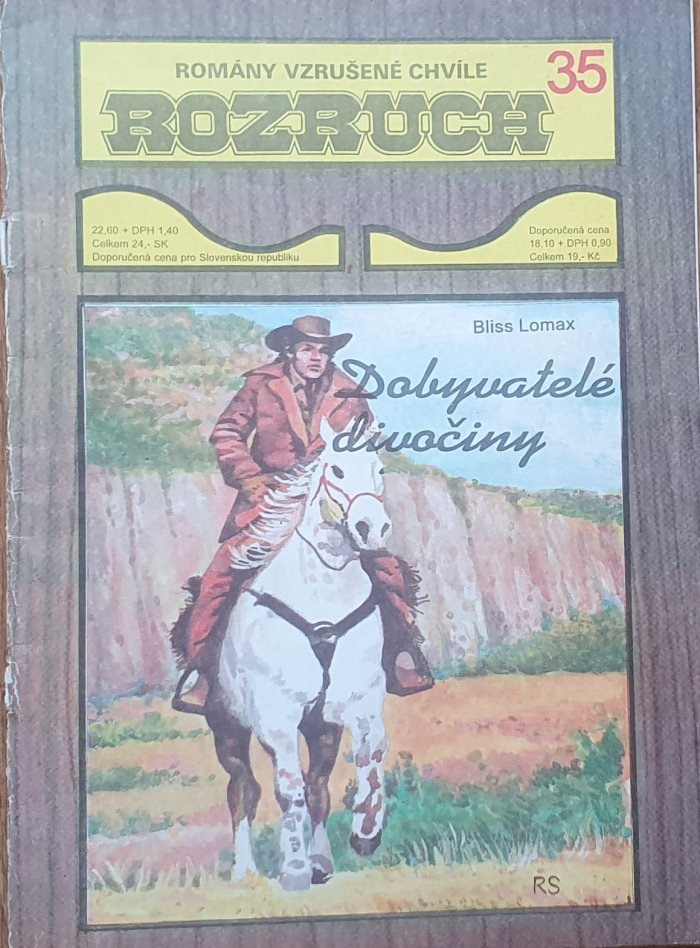 ROMÁNY VZRUŠENÉ CHVÍLE
35
ROZRUCH
22,60 + DPH 1,40
Celkem 24,- SK
Doporučená cena pro Slovenskou republiku
Doporučená cena
18,10 + DPH 0,90
Celkem 19,- Kč
Bliss Lomax
Dobyvatelé
divočiny
RS